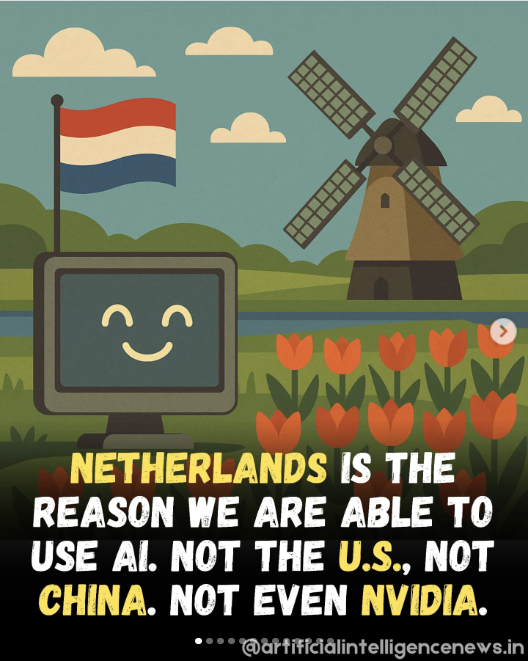 NETHERLANDS IS THE
REASON WE ARE ABLE TO
USE AI. NOT THE U.S., NOT
CHINA. NOT EVEN NVIDIA.
@artificialintelligencenews.in